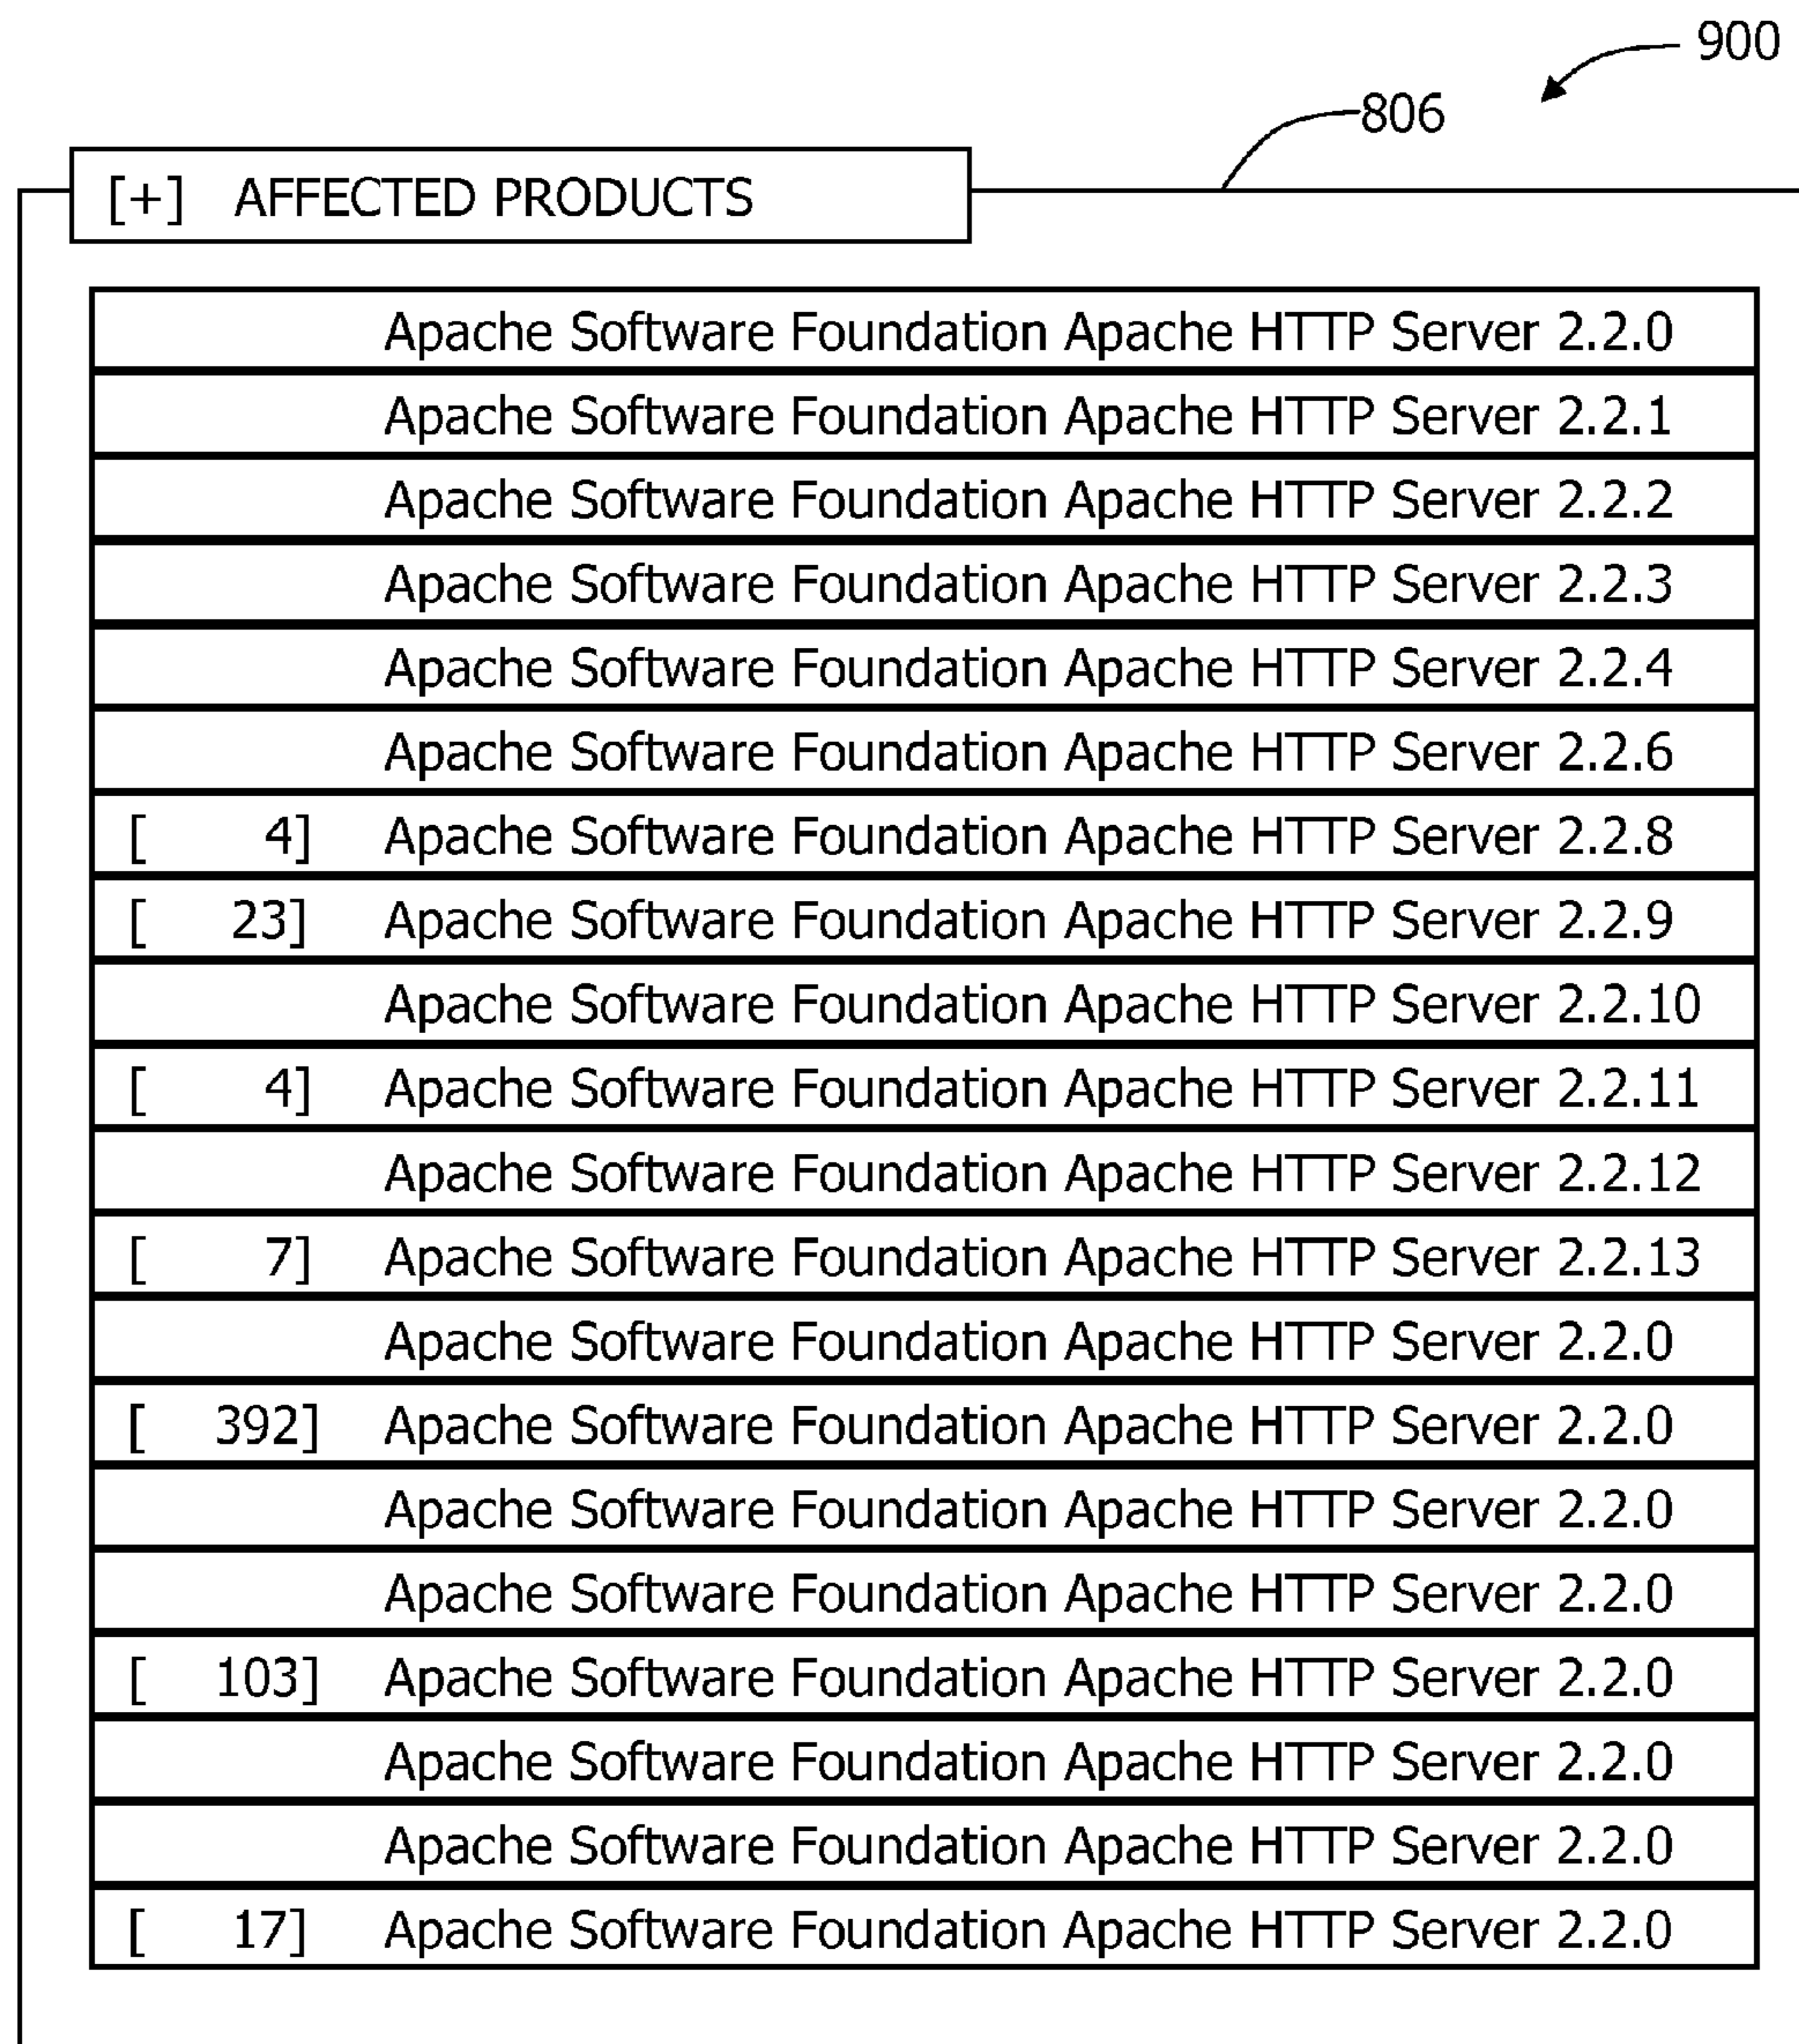 900
806
[+] AFFECTED PRODUCTS
Apache Software Foundation Apache HTTP Server 2.2.0
Apache Software Foundation Apache HTTP Server 2.2.1
Apache Software Foundation Apache HTTP Server 2.2.2
Apache Software Foundation Apache HTTP Server 2.2.3
Apache Software Foundation Apache HTTP Server 2.2.4
Apache Software Foundation Apache HTTP Server 2.2.6
[ 4] Apache Software Foundation Apache HTTP Server 2.2.8
[ 23] Apache Software Foundation Apache HTTP Server 2.2.9
Apache Software Foundation Apache HTTP Server 2.2.10
[ 4] Apache Software Foundation Apache HTTP Server 2.2.11
Apache Software Foundation Apache HTTP Server 2.2.12
[ 7] Apache Software Foundation Apache HTTP Server 2.2.13
Apache Software Foundation Apache HTTP Server 2.2.0
[ 392] Apache Software Foundation Apache HTTP Server 2.2.0
Apache Software Foundation Apache HTTP Server 2.2.0
Apache Software Foundation Apache HTTP Server 2.2.0
[ 103] Apache Software Foundation Apache HTTP Server 2.2.0
Apache Software Foundation Apache HTTP Server 2.2.0
Apache Software Foundation Apache HTTP Server 2.2.0
[ 17] Apache Software Foundation Apache HTTP Server 2.2.0